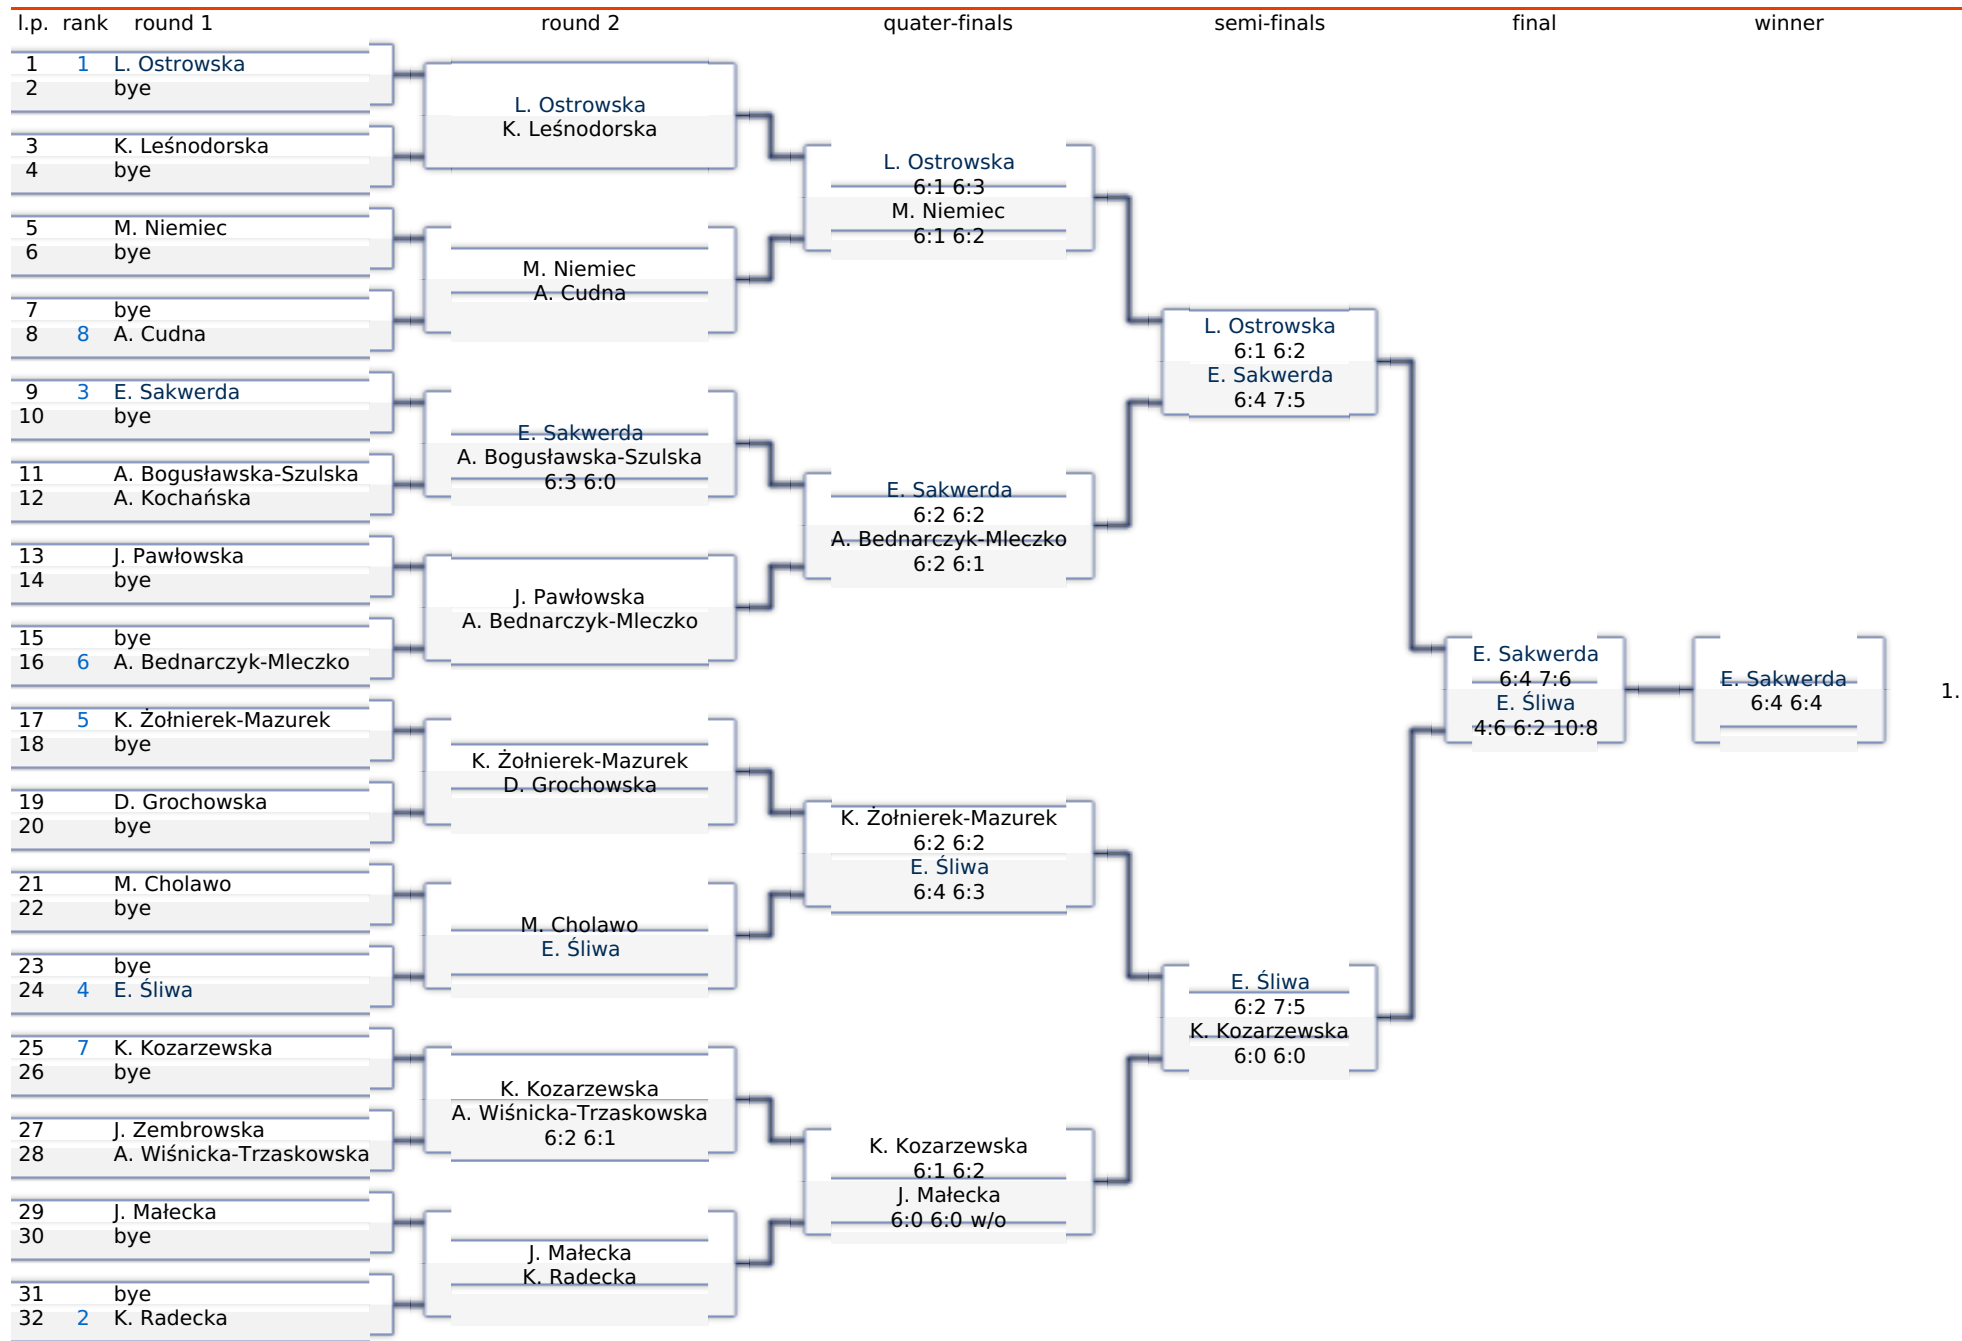 l.p. rank round 1 round 2 quater-finals semi-finals final winner
1 1 L. Ostrowska
2 bye
3 K. Leśnodorska
4 bye
5 M. Niemiec
6 bye
7 bye
8 8 A. Cudna
9 3 E. Sakwerda
10 bye
11 A. Bogusławska-Szulska
12 A. Kochańska
13 J. Pawłowska
14 bye
15 bye
16 6 A. Bednarczyk-Mleczko
17 5 K. Żołnierek-Mazurek
18 bye
19 D. Grochowska
20 bye
21 M. Cholawo
22 bye
23 bye
24 4 E. Śliwa
25 7 K. Kozarzewska
26 bye
27 J. Zembrowska
28 A. Wiśnicka-Trzaskowska
29 J. Małecka
30 bye
31 bye
32 2 K. Radecka
L. Ostrowska
K. Leśnodorska
M. Niemiec
A. Cudna
E. Sakwerda
A. Bogusławska-Szulska
6:3 6:0
J. Pawłowska
A. Bednarczyk-Mleczko
K. Żołnierek-Mazurek
D. Grochowska
M. Cholawo
E. Śliwa
K. Kozarzewska
A. Wiśnicka-Trzaskowska
6:2 6:1
J. Małecka
K. Radecka
L. Ostrowska
6:1 6:3
M. Niemiec
6:1 6:2
E. Sakwerda
6:2 6:2
A. Bednarczyk-Mleczko
6:2 6:1
K. Żołnierek-Mazurek
6:2 6:2
E. Śliwa
6:4 6:3
K. Kozarzewska
6:1 6:2
J. Małecka
6:0 6:0 w/o
L. Ostrowska
6:1 6:2
E. Sakwerda
6:4 7:5
E. Śliwa
6:2 7:5
K. Kozarzewska
6:0 6:0
E. Sakwerda
6:4 7:6
E. Śliwa
4:6 6:2 10:8
E. Sakwerda
6:4 6:4
1.